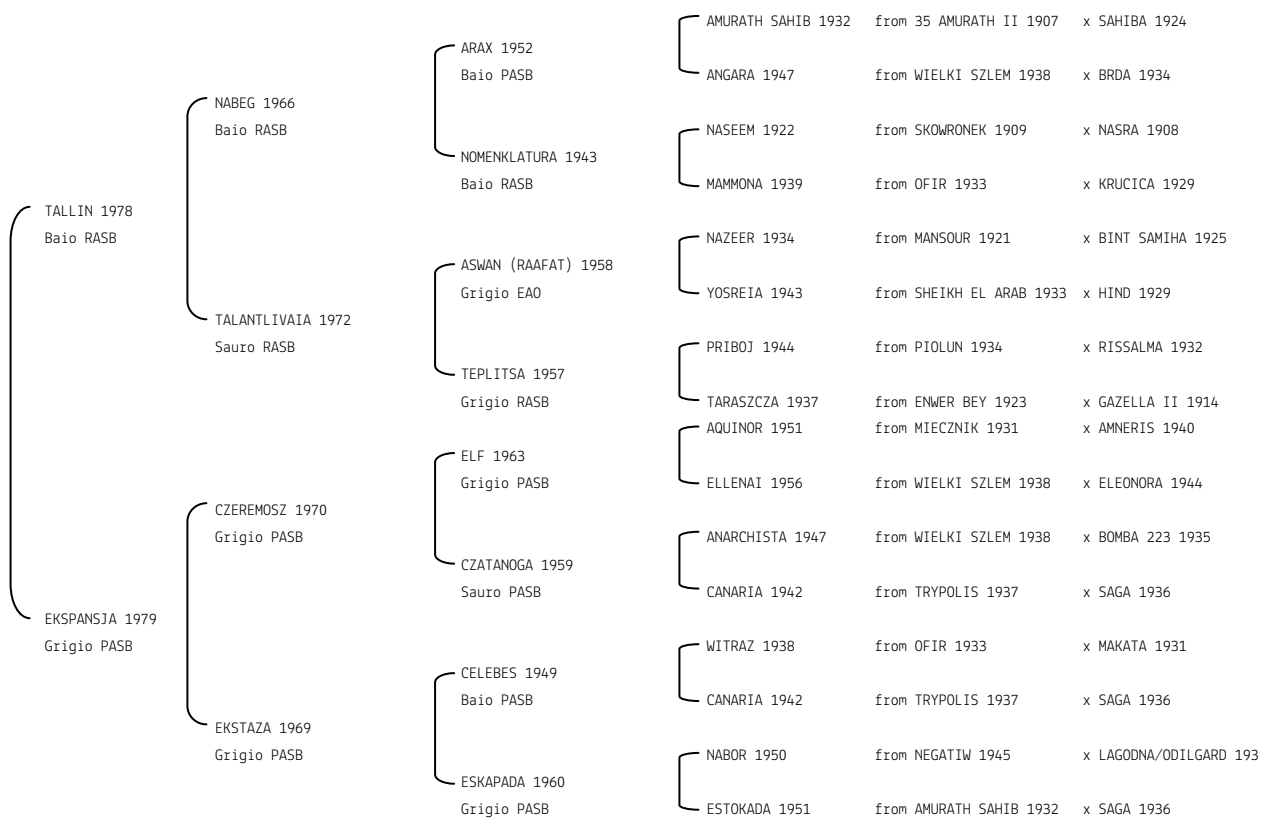 AMURATH SAHIB 1932 from 35 AMURATH II 1907 x SAHIBA 1924
ARAX 1952
Baio PASB
ANGARA 1947 from WIELKI SZLEM 1938 x BRDA 1934
NABEG 1966
Baio RASB
NASEEM 1922 from SKOWRONEK 1909 x NASRA 1908
NOMENKLATURA 1943
Baio RASB
MAMMONA 1939 from OFIR 1933 x KRUCICA 1929
TALLIN 1978
Baio RASB
NAZEER 1934 from MANSOUR 1921 x BINT SAMIHA 1925
ASWAN (RAAFAT) 1958
Grigio EAO
YOSREIA 1943 from SHEIKH EL ARAB 1933 x HIND 1929
TALANTLIVAIA 1972
Sauro RASB
PRIBOJ 1944 from PIOLUN 1934 x RISSALMA 1932
TEPLITSA 1957
Grigio RASB
TARASZCZA 1937 from ENWER BEY 1923 x GAZELLA II 1914
AQUINOR 1951 from MIECZNIK 1931 x AMNERIS 1940
ELF 1963
Grigio PASB
ELLENAI 1956 from WIELKI SZLEM 1938 x ELEONORA 1944
CZEREMOSZ 1970
Grigio PASB
ANARCHISTA 1947 from WIELKI SZLEM 1938 x BOMBA 223 1935
CZATANOGA 1959
Sauro PASB
CANARIA 1942 from TRYPOLIS 1937 x SAGA 1936
EKSPANSJA 1979
Grigio PASB
WITRAZ 1938 from OFIR 1933 x MAKATA 1931
CELEBES 1949
Baio PASB
CANARIA 1942 from TRYPOLIS 1937 x SAGA 1936
EKSTAZA 1969
Grigio PASB
NABOR 1950 from NEGATIW 1945 x LAGODNA/ODILGARD 193
ESKAPADA 1960
Grigio PASB
ESTOKADA 1951 from AMURATH SAHIB 1932 x SAGA 1936